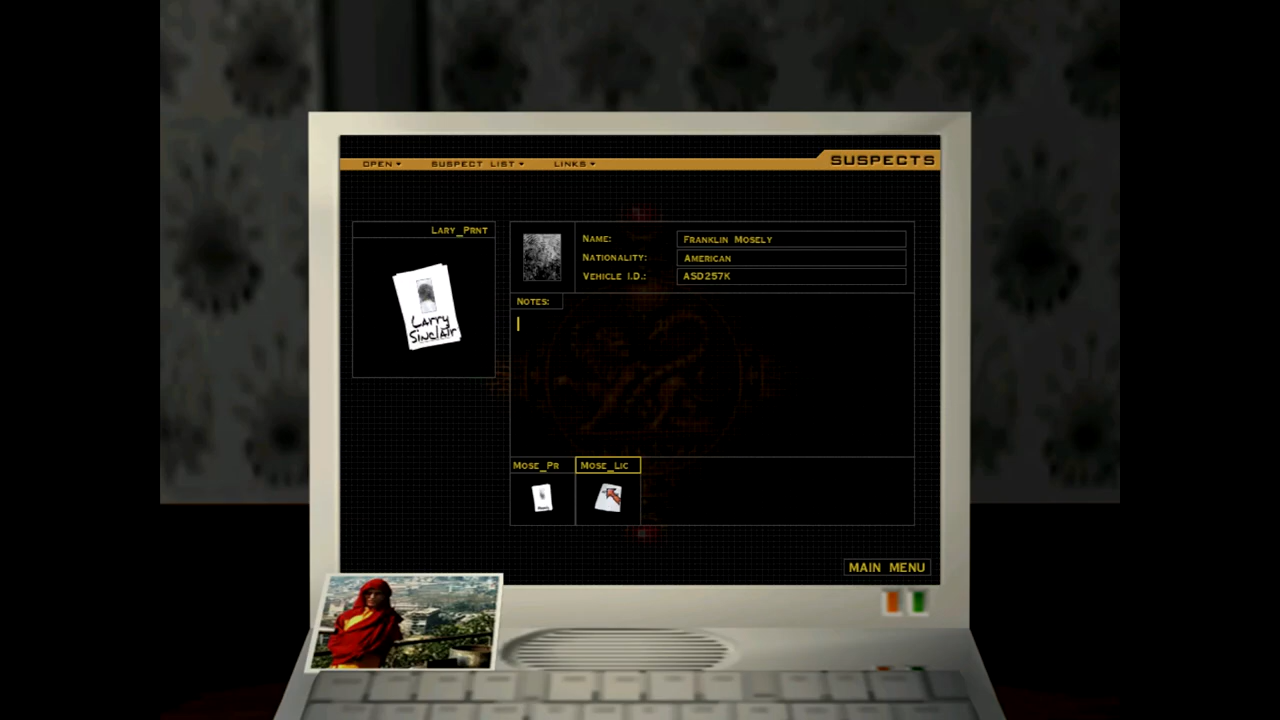 OPEN SUSPECT LIST LINKS SUSPECTS
LARY_PRNT
Larry
Sinclair
NAME: FRANKLIN MOSELY
NATIONALITY: AMERICAN
VEHICLE I.D.: ASD257K
NOTES:
MOSE_PR MOSE_LIC
MAIN MENU